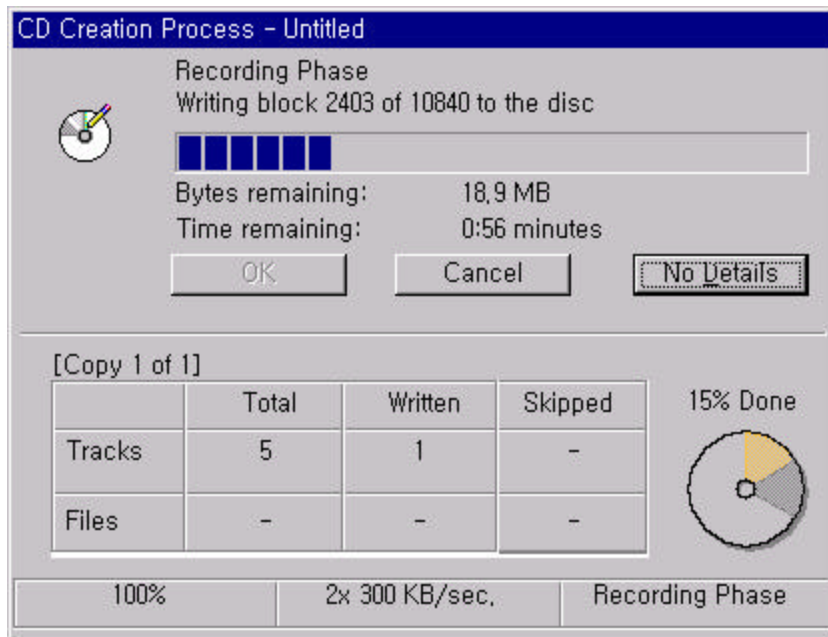 CD Creation Process - Untitled
Recording Phase
Writing block 2403 of 10840 to the disc
Bytes remaining: 18,9 MB
Time remaining: 0:56 minutes
OK Cancel No Details
[Copy 1 of 1]
Total Written Skipped 15% Done
Tracks 5 1 -
Files - - -
100% 2x 300 KB/sec, Recording Phase